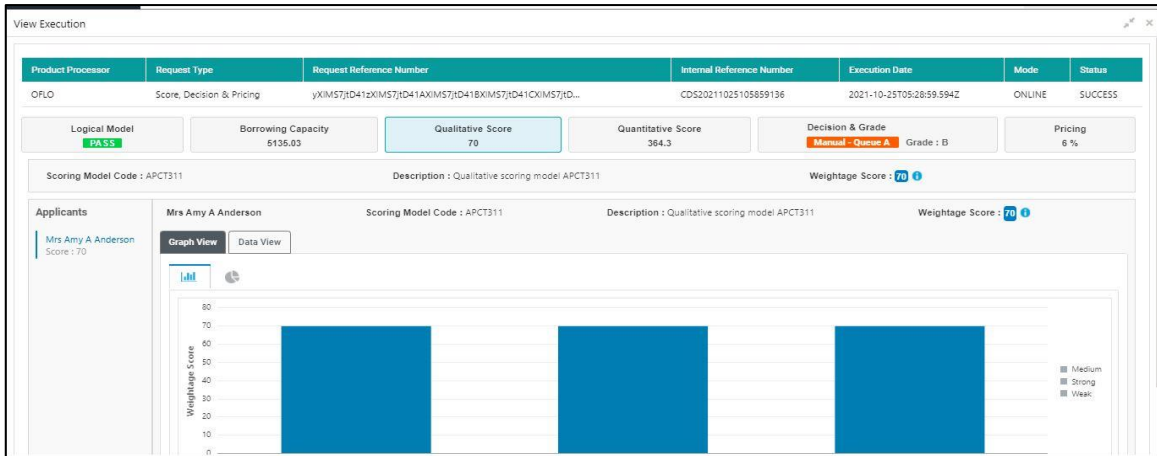 View Execution
Product Processor Request Type Request Reference Number Internal Reference Number Execution Date Mode Status
OFLO Score, Decision & Pricing yXIMS7jtD41zXIMS7jtD41AXIMS7jtD41BXIMS7jtD41CXIMS7jtD... CDS20211025105859136 2021-10-25T05:28:59.594Z ONLINE SUCCESS
Logical Model Borrowing Capacity Qualitative Score Quantitative Score Decision & Grade Pricing
PASS 5135.03 70 364.3 Manual - Queue A Grade : B 6 %
Scoring Model Code : APCT311 Description : Qualitative scoring model APCT311 Weightage Score : 70
Applicants Mrs Amy A Anderson Scoring Model Code : APCT311 Description : Qualitative scoring model APCT311 Weightage Score : 70
Mrs Amy A Anderson
Score : 70
Graph View Data View
Weightage Score
80
70
60
50
40
30
20
10
0
Medium
Strong
Weak